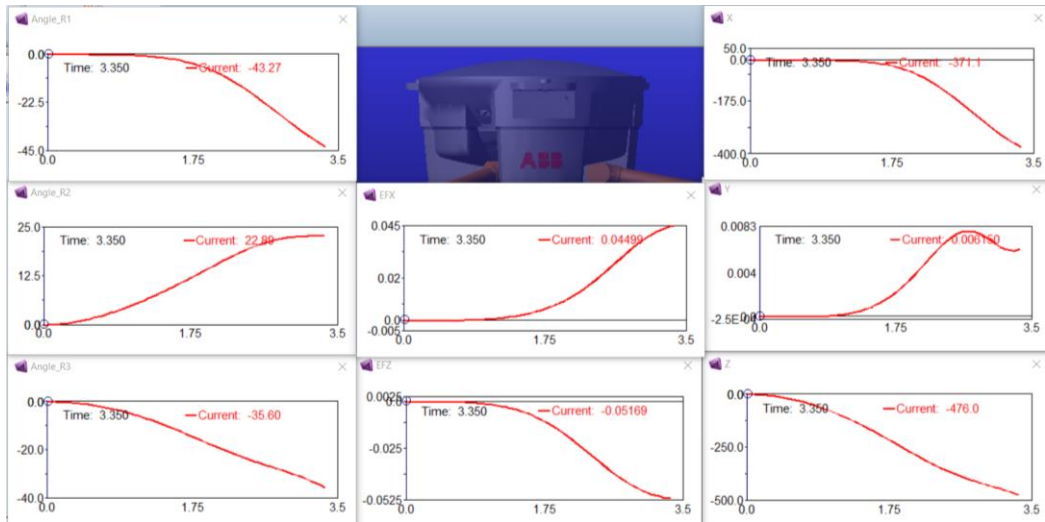 Angle_R1
0.0
Time: 3.350
Current: -43.27
-22.5
-45.0
0.0
1.75
3.5
ABB
X
50.0
0.0
Time: 3.350
Current: -371.1
-175.0
-400.0
0.0
1.75
3.5
Angle_R2
25.0
Time: 3.350
Current: 22.89
12.5
0.0
0.0
1.75
3.5
EFX
0.045
Time: 3.350
Current: 0.04499
0.02
0.0
-0.005
0.0
1.75
3.5
Y
0.0083
Time: 3.350
Current: 0.006150
0.004
0.0
-2.5E-04
0.0
1.75
3.5
Angle_R3
0.0
Time: 3.350
Current: -35.60
-20.0
-40.0
0.0
1.75
3.5
EFZ
0.0025
0.0
Time: 3.350
Current: -0.05169
-0.025
-0.0525
0.0
1.75
3.5
Z
0.0
Time: 3.350
Current: -476.0
-250.0
-500.0
0.0
1.75
3.5